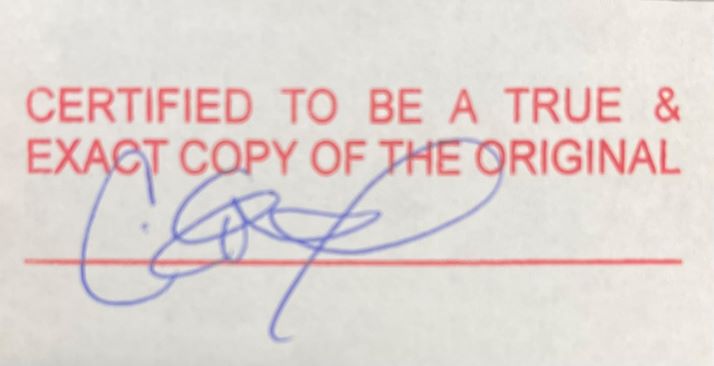 CERTIFIED TO BE A TRUE &
EXACT COPY OF THE ORIGINAL